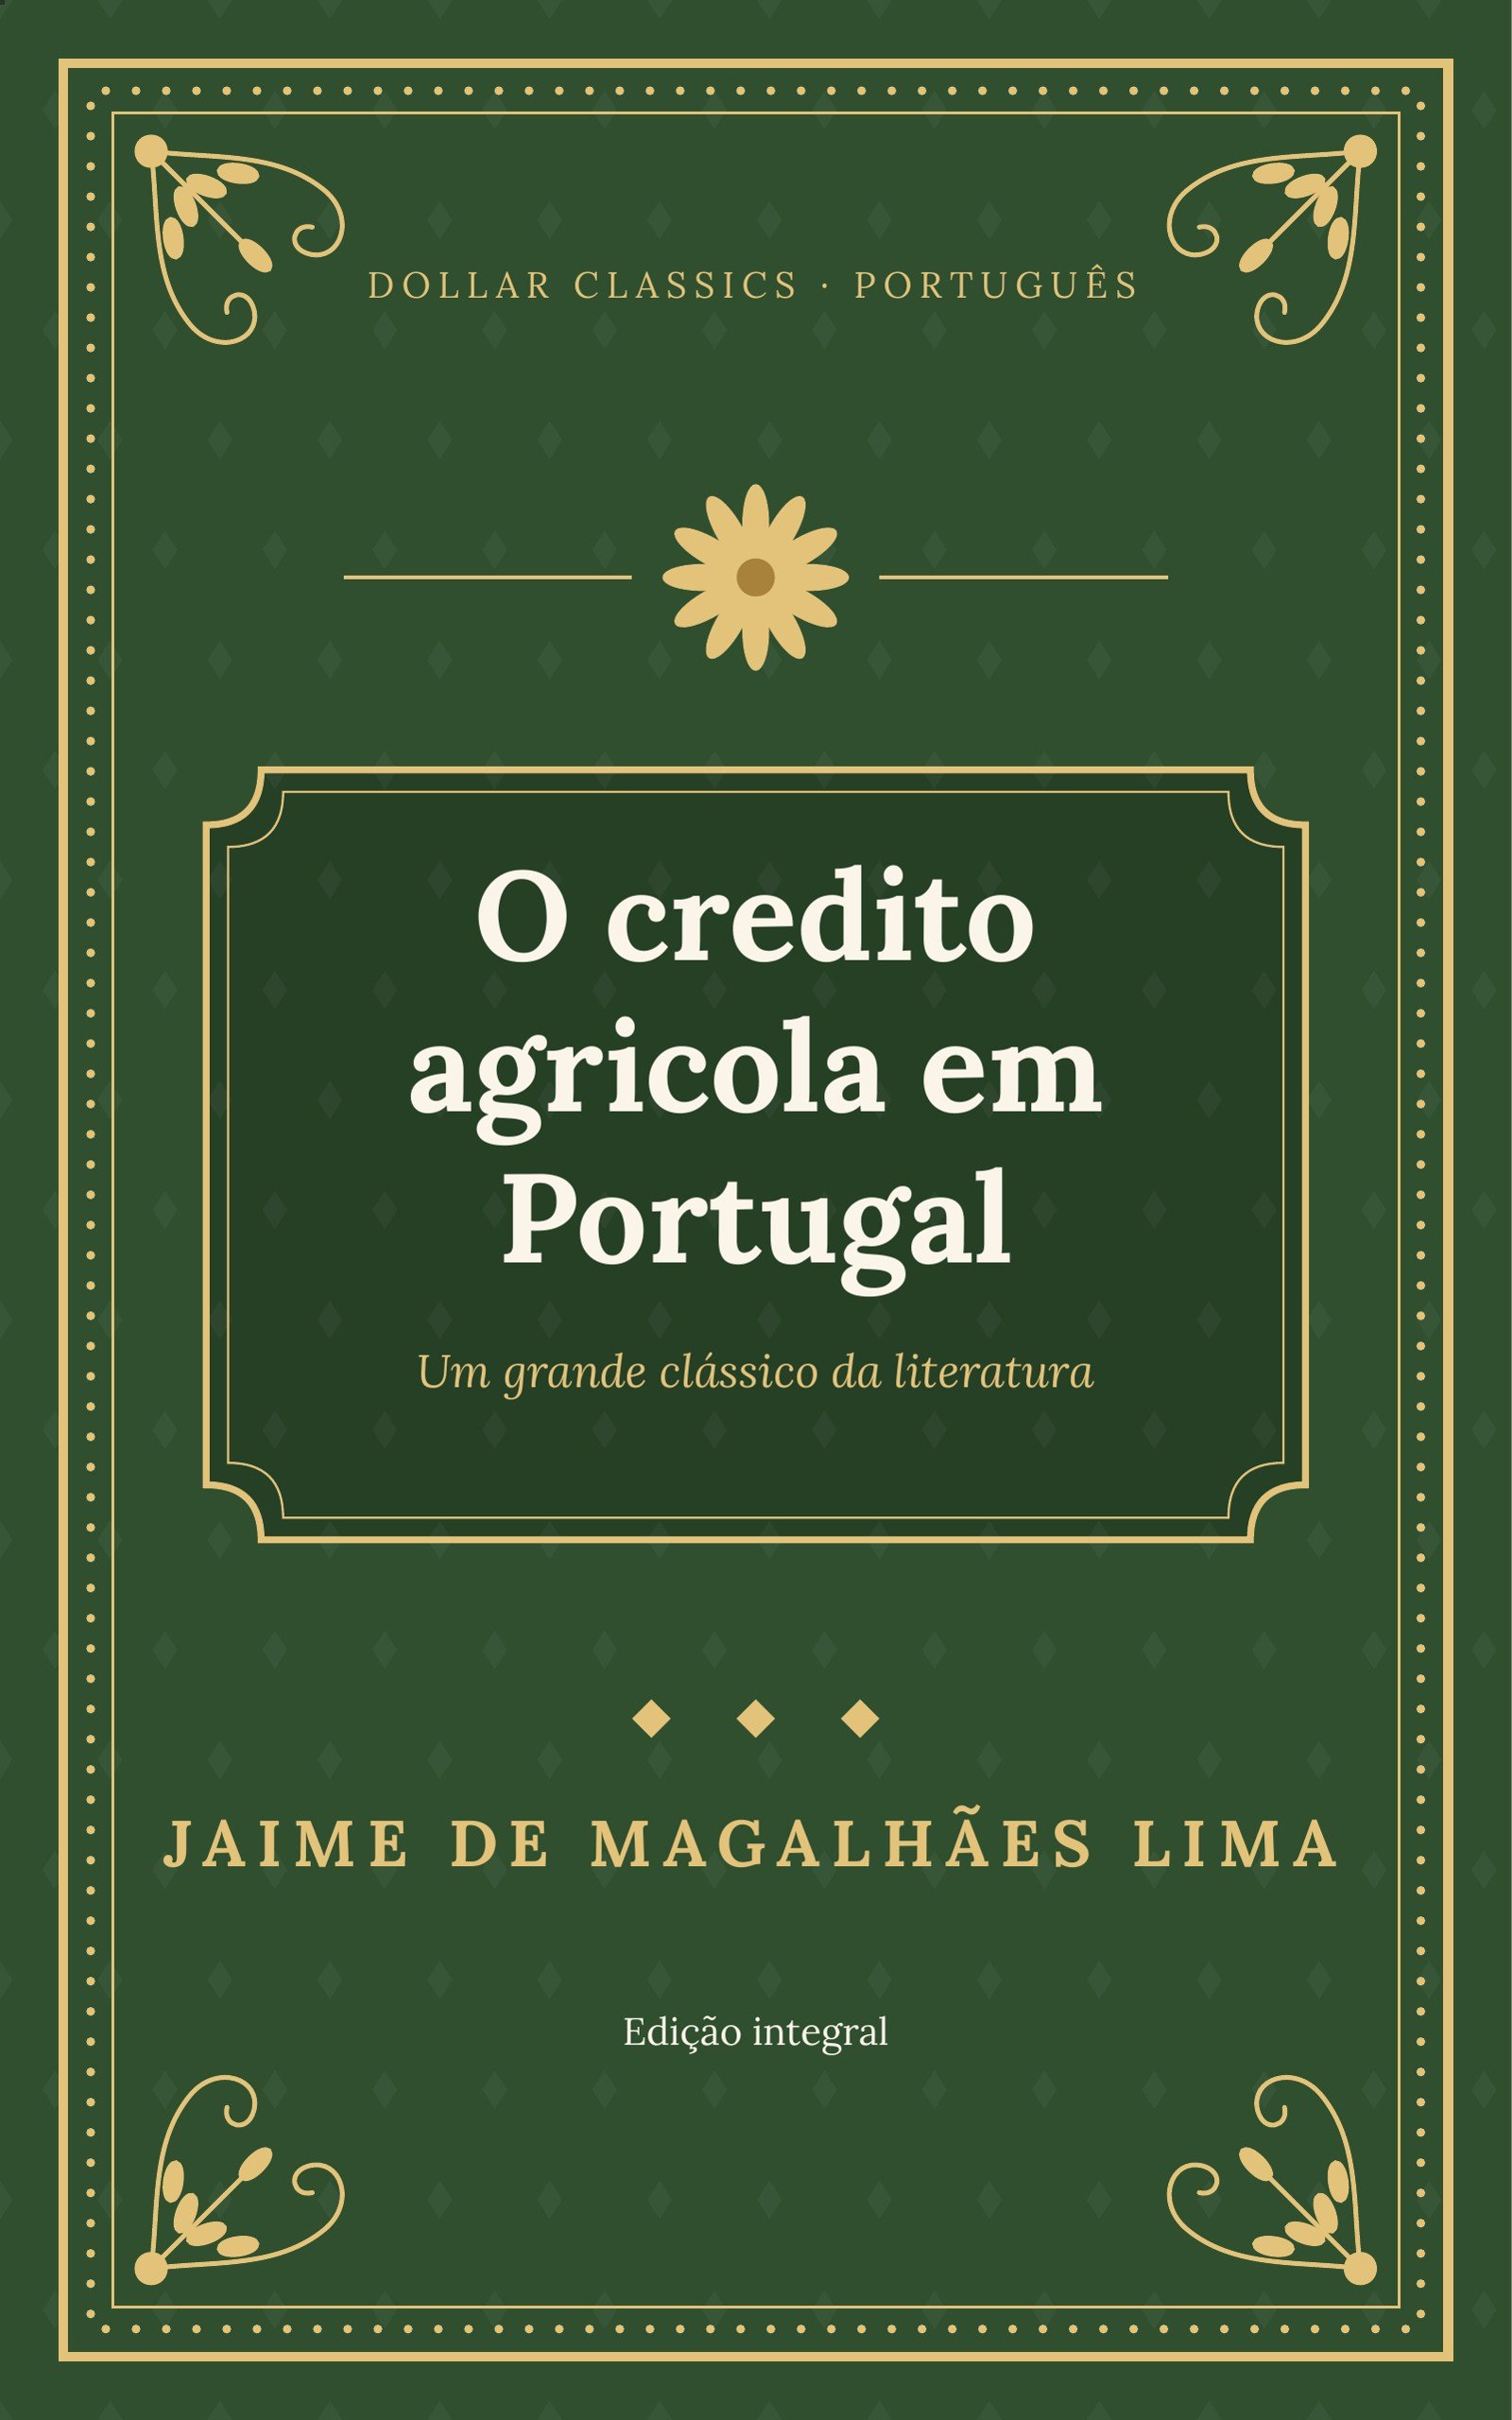 DOLLAR CLASSICS · PORTUGUÊS
O credito
agricola em
Portugal
Um grande clássico da literatura
JAIME DE MAGALHÃES LIMA
Edição integral